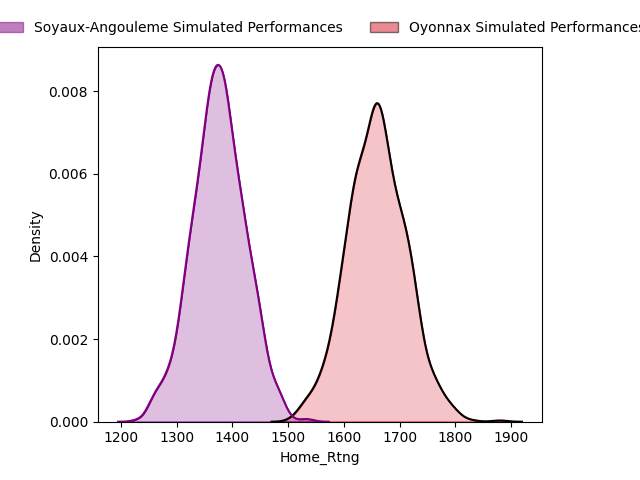 Soyaux-Angouleme Simulated Performances Oyonnax Simulated Performances
0.008
0.006
0.004
0.002
0.000
Density
1200 1300 1400 1500 1600 1700 1800 1900
Home_Rtng